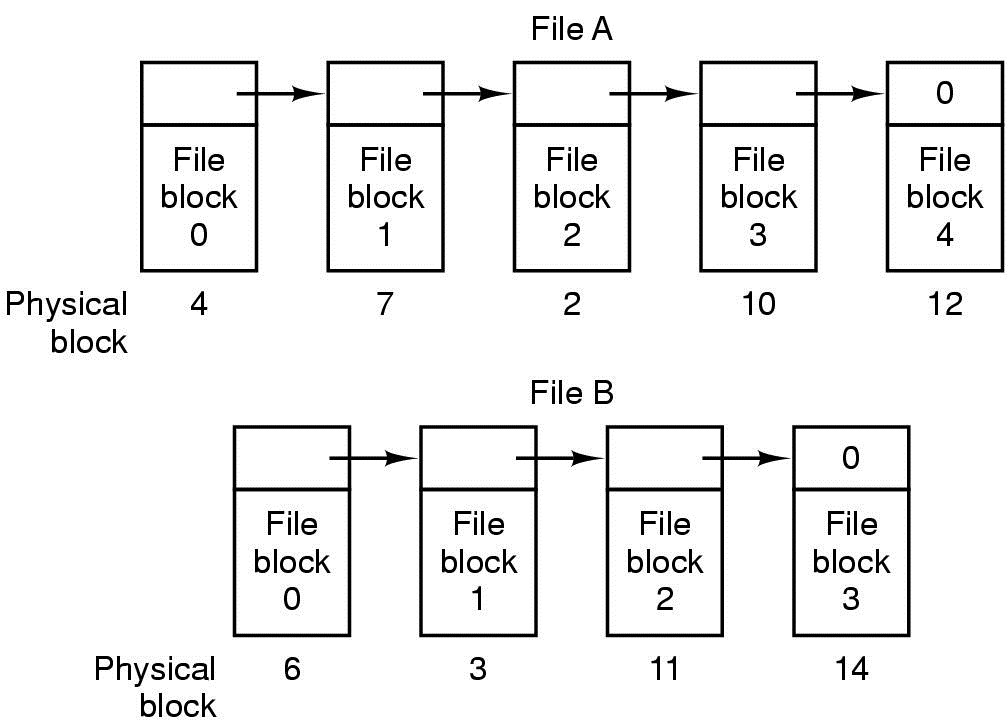 File A
0
File File File File File
block block block block block
0 1 2 3 4
Physical 4 7 2 10 12
block
File B
0
File File File File
block block block block
0 1 2 3
Physical 6 3 11 14
block